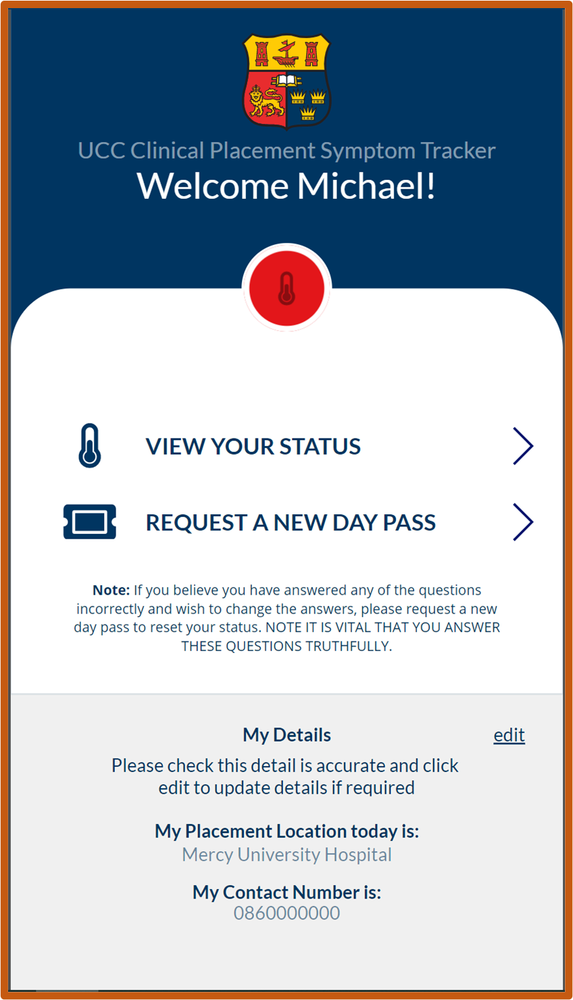 UCC Clinical Placement Symptom Tracker
Welcome Michael!
VIEW YOUR STATUS
REQUEST A NEW DAY PASS
Note: If you believe you have answered any of the questions
incorrectly and wish to change the answers, please request a new
day pass to reset your status. NOTE IT IS VITAL THAT YOU ANSWER
THESE QUESTIONS TRUTHFULLY.
My Details
edit
Please check this detail is accurate and click
edit to update details if required
My Placement Location today is:
Mercy University Hospital
My Contact Number is:
0860000000